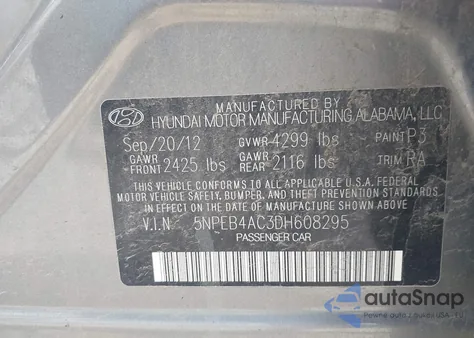 MANUFACTURED BY
HYUNDAI MOTOR MANUFACTURING ALABAMA, LLC
Sep/20/12 GVWR 4299 lbs PAINT P3
GAWR FRONT 2425 lbs GAWR REAR 2116 lbs TRIM RA
THIS VEHICLE CONFORMS TO ALL APPLICABLE U.S.A. FEDERAL
MOTOR VEHICLE SAFETY, BUMPER, AND THEFT PREVENTION
STANDARDS IN EFFECT ON THE DATE OF MANUFACTURE
V.I.N 5NPEB4AC3DH608295
PASSENGER CAR
autoSnap